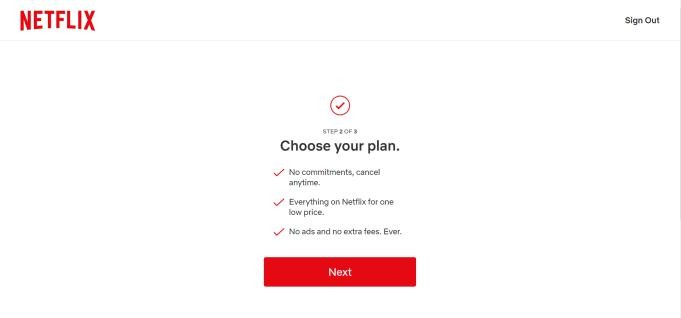 NETFLIX
Sign Out
STEP 2 OF 3
Choose your plan.
No commitments, cancel
anytime.
Everything on Netflix for one
low price.
No ads and no extra fees. Ever.
Next